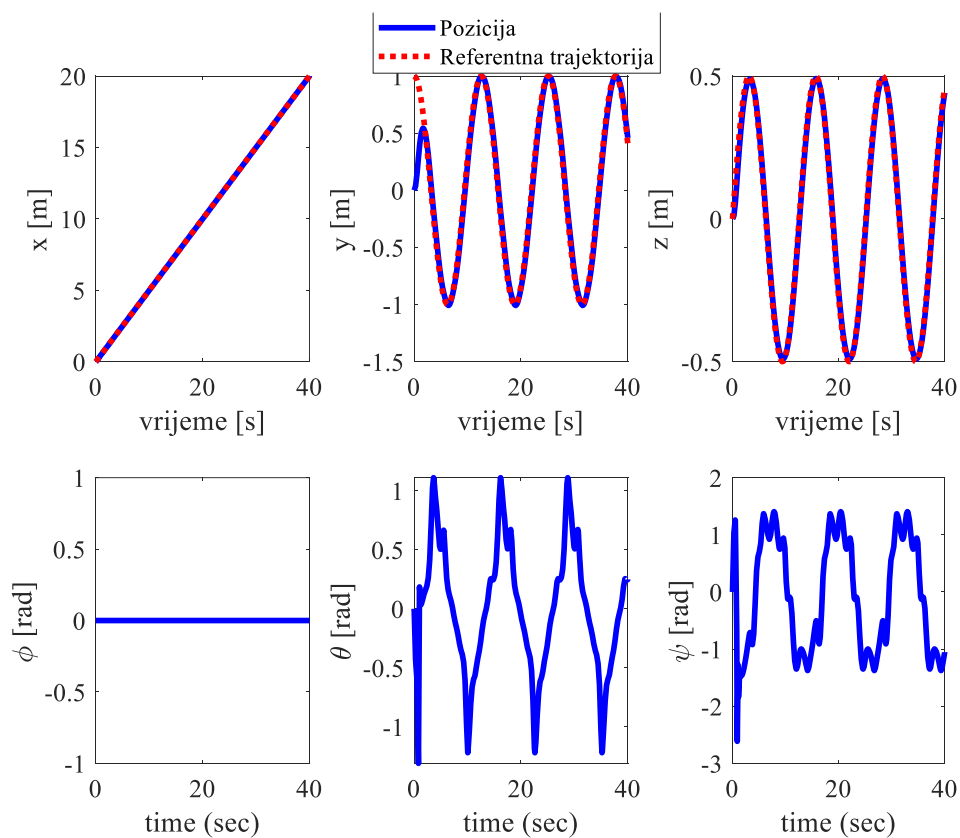 Pozicija
Referentna trajektorija
20
15
10
5
0
x [m]
0 20 40
vrijeme [s]
1
0.5
0
-0.5
-1
-1.5
y [m]
0 20 40
vrijeme [s]
0.5
0
-0.5
z [m]
0 20 40
vrijeme [s]
1
0.5
0
-0.5
-1
ϕ [rad]
0 20 40
time (sec)
1
0.5
0
-0.5
-1
θ [rad]
0 20 40
time (sec)
2
1
0
-1
-2
-3
ψ [rad]
0 20 40
time (sec)